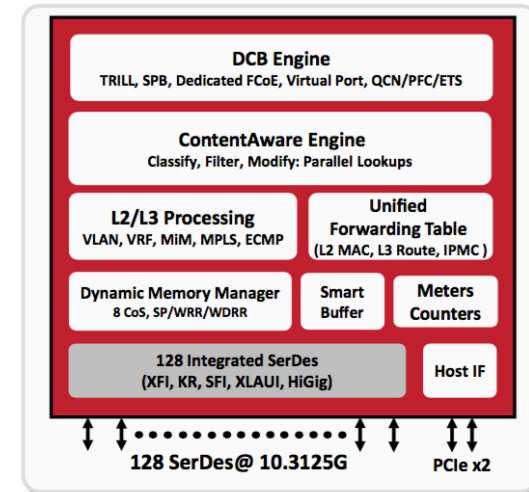 DCB Engine
TRILL, SPB, Dedicated FCoE, Virtual Port, QCN/PFC/ETS
ContentAware Engine
Classify, Filter, Modify: Parallel Lookups
L2/L3 Processing
VLAN, VRF, MiM, MPLS, ECMP
Unified
Forwarding Table
(L2 MAC, L3 Route, IPMC )
Dynamic Memory Manager
8 CoS, SP/WRR/WDRR
Smart
Buffer
Meters
Counters
128 Integrated SerDes
(XFI, KR, SFI, XLAUI, HiGig)
Host IF
128 SerDes@ 10.3125G
PCIe x2